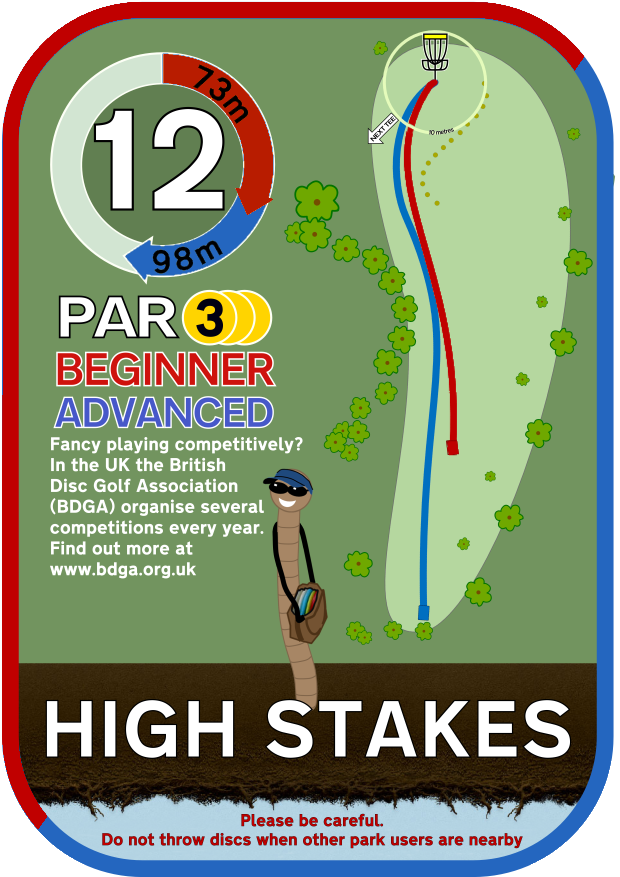 73m
12
98m
PAR 3
BEGINNER
ADVANCED
Fancy playing competitively?
In the UK the British
Disc Golf Association
(BDGA) organise several
competitions every year.
Find out more at
www.bdga.org.uk
NEXT TEE
10 metres
HIGH STAKES
Please be careful.
Do not throw discs when other park users are nearby